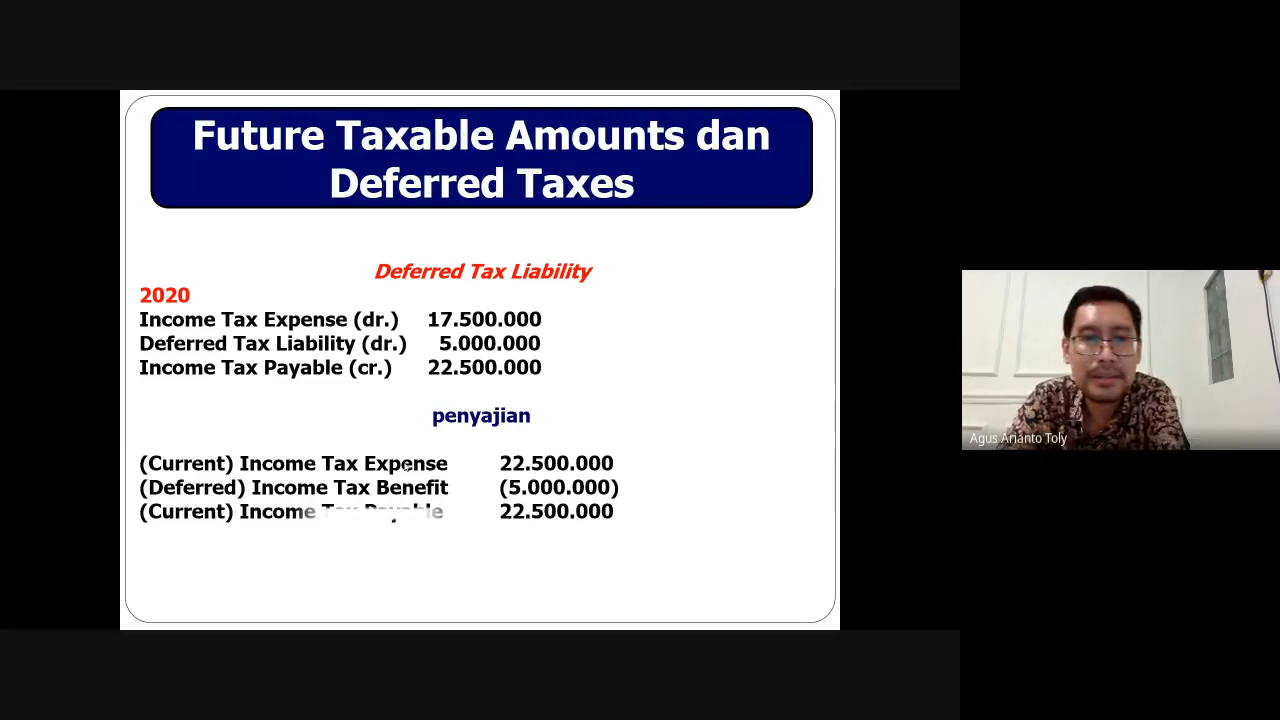 Future Taxable Amounts dan
Deferred Taxes
Deferred Tax Liability
2020
Income Tax Expense (dr.) 17.500.000
Deferred Tax Liability (dr.) 5.000.000
Income Tax Payable (cr.) 22.500.000
penyajian
(Current) Income Tax Expense 22.500.000
(Deferred) Income Tax Benefit (5.000.000)
(Current) Income Tax Payable 22.500.000
Agus Arianto Toly